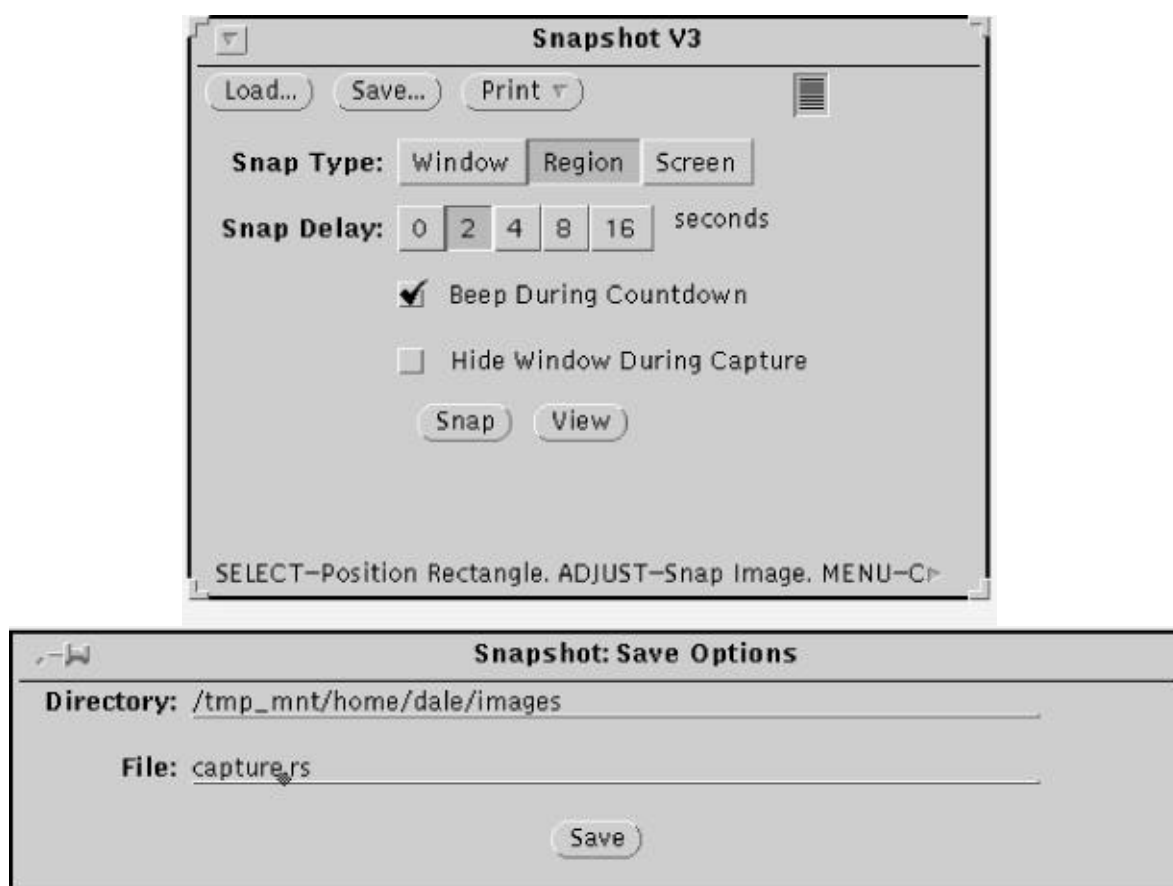 Snapshot V3
Load... Save... Print
Snap Type: Window Region Screen
Snap Delay: 0 2 4 8 16 seconds
Beep During Countdown
Hide Window During Capture
Snap View
SELECT-Position Rectangle. ADJUST-Snap Image. MENU-C
Snapshot: Save Options
Directory: /tmp_mnt/home/dale/images
File: capture.rs
Save